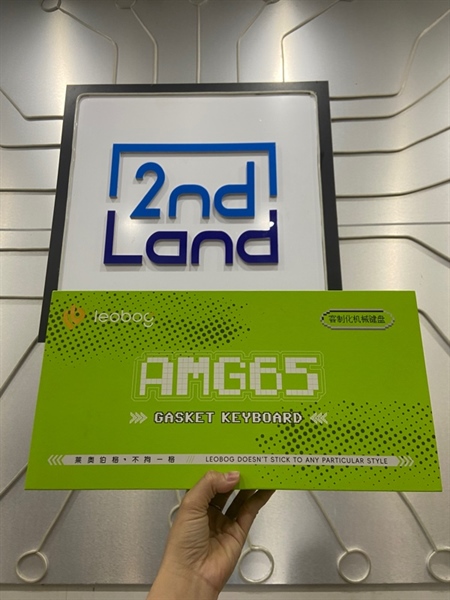 2nd
Land
leobog
客制化机械键盘
AMG65
GASKET KEYBOARD
莱奥伯格·不拘一格
LEOBOG DOESN'T STICK TO ANY PARTICULAR STYLE